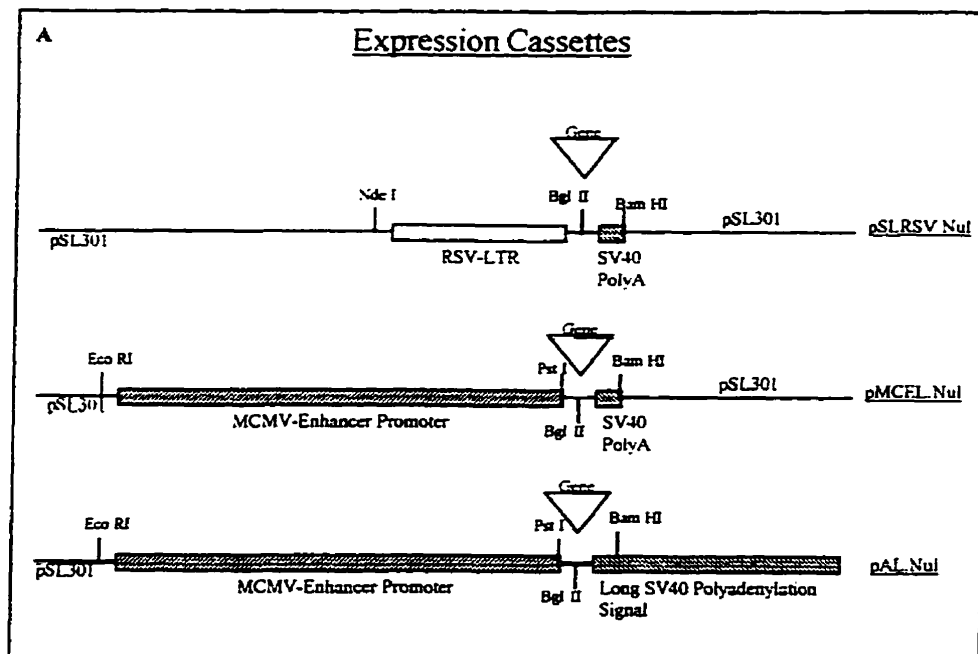 A
Expression Cassettes
Gene
Nde I
Bgl II
Bam HI
pSL301
pSL301
pSLRSV.Nul
RSV-LTR
SV40
PolyA
Gene
Eco RI
Pst I
Bam HI
pSL301
pSL301
pMCEL.Nul
MCMV-Enhancer Promoter
Bgl II
SV40
PolyA
Gene
Eco RI
Pst I
Bam HI
pSL301
pAL.Nul
MCMV-Enhancer Promoter
Bgl II
Long SV40 Polyadenylation
Signal